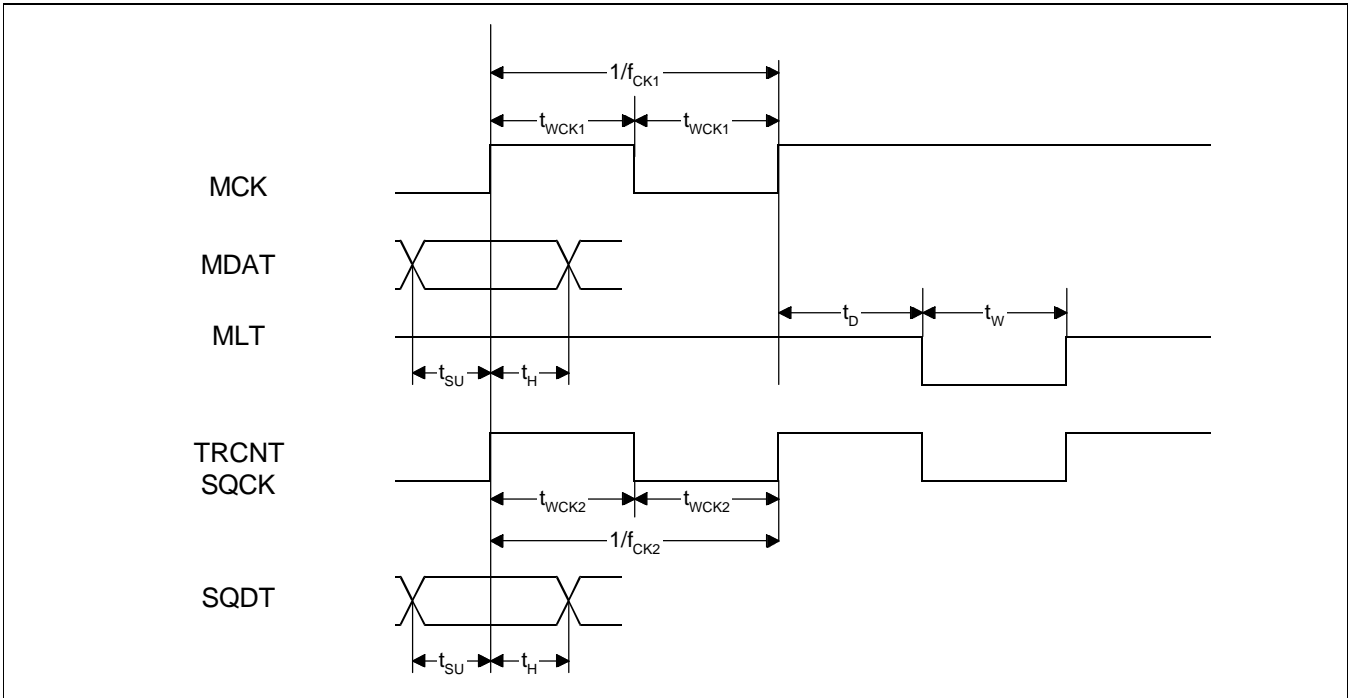 1/fCK1
tWCK1 tWCK1
MCK
MDAT
tD tW
MLT
tSU tH
TRCNT
SQCK
tWCK2 tWCK2
1/fCK2
SQDT
tSU tH